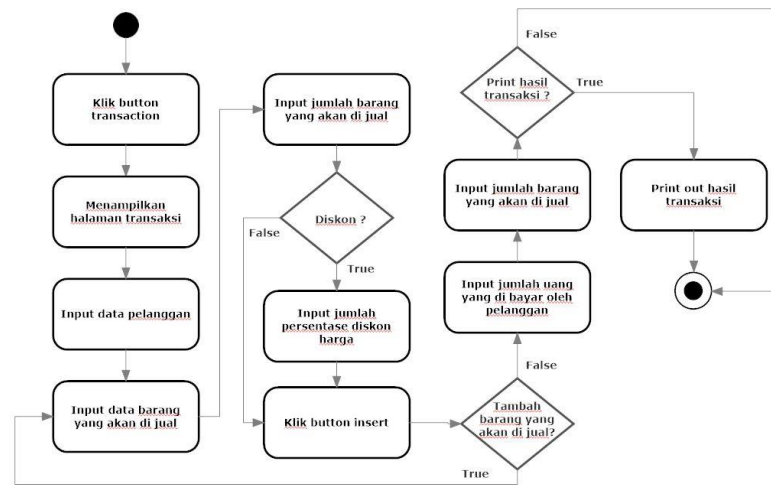 Klik button
transaction
Menampilkan
halaman transaksi
Input data pelanggan
Input data barang
yang akan di jual
Input jumlah barang
yang akan di jual
Diskon ?
False
True
Input jumlah
persentase diskon
harga
Klik button insert
Tambah
barang yang
akan di jual?
True
False
Input jumlah uang
yang di bayar oleh
pelanggan
Input jumlah barang
yang akan di jual
Print hasil
transaksi ?
False
True
Print out hasil
transaksi